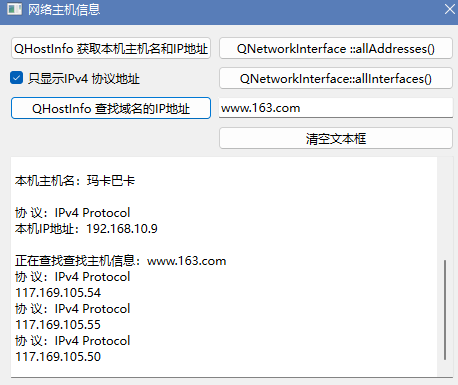 网络主机信息
QHostInfo 获取本机主机名和IP地址
QNetworkInterface ::allAddresses()
只显示IPv4 协议地址
QNetworkInterface::allInterfaces()
QHostInfo 查找域名的IP地址
www.163.com
清空文本框
本机主机名：玛卡巴卡
协 议：IPv4 Protocol
本机IP地址：192.168.10.9
正在查找查找主机信息：www.163.com
协 议：IPv4 Protocol
117.169.105.54
协 议：IPv4 Protocol
117.169.105.55
协 议：IPv4 Protocol
117.169.105.50